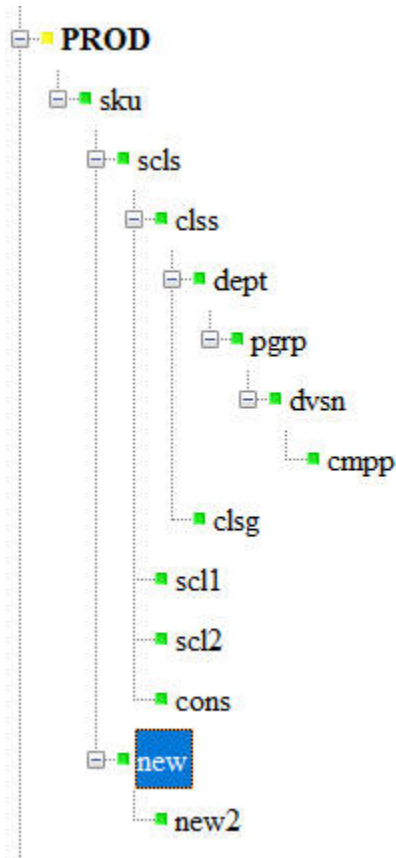 PROD
sku
scls
clss
dept
pgrp
dvsn
cmpp
clsg
scl1
scl2
cons
new
new2